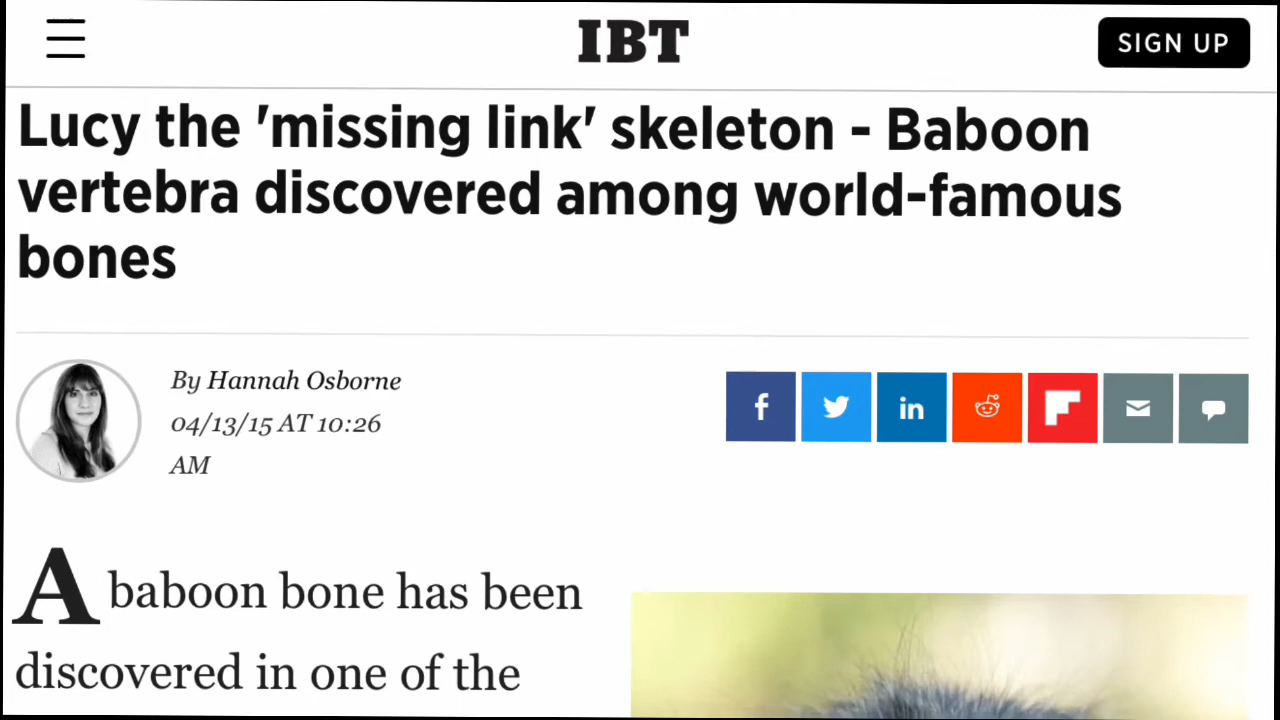 IBT
SIGN UP
Lucy the 'missing link' skeleton - Baboon
vertebra discovered among world-famous
bones
By Hannah Osborne
04/13/15 AT 10:26
AM
A baboon bone has been
discovered in one of the